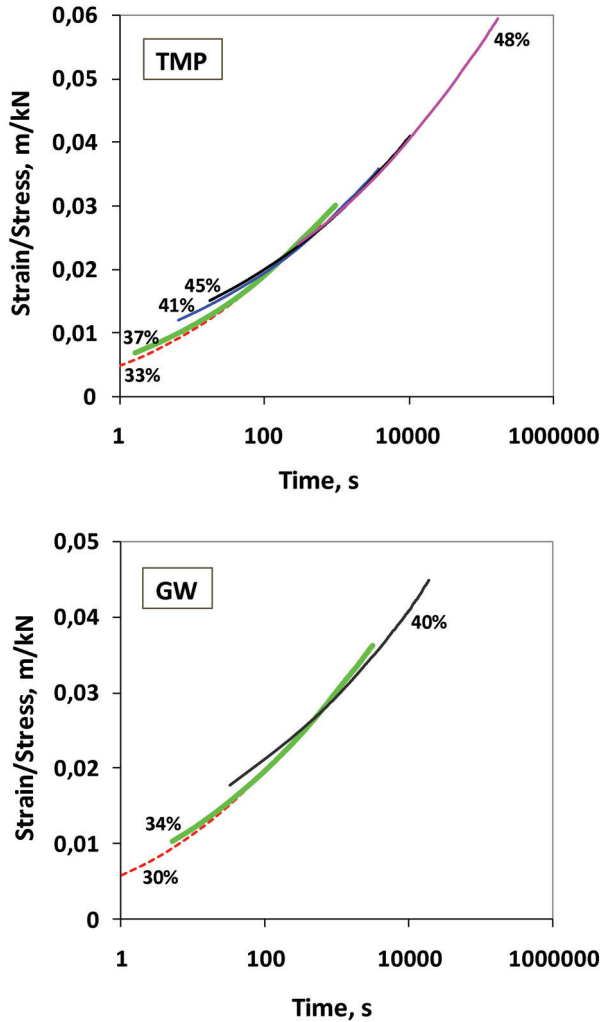 0,06
TMP
48%
0,05
0,04
Strain/Stress, m/kN
0,03
0,02
45%
41%
0,01
37%
33%
0
1 100 10000 1000000
Time, s
0,05
GW
40%
0,04
0,03
Strain/Stress, m/kN
0,02
34%
0,01
30%
0
1 100 10000 1000000
Time, s